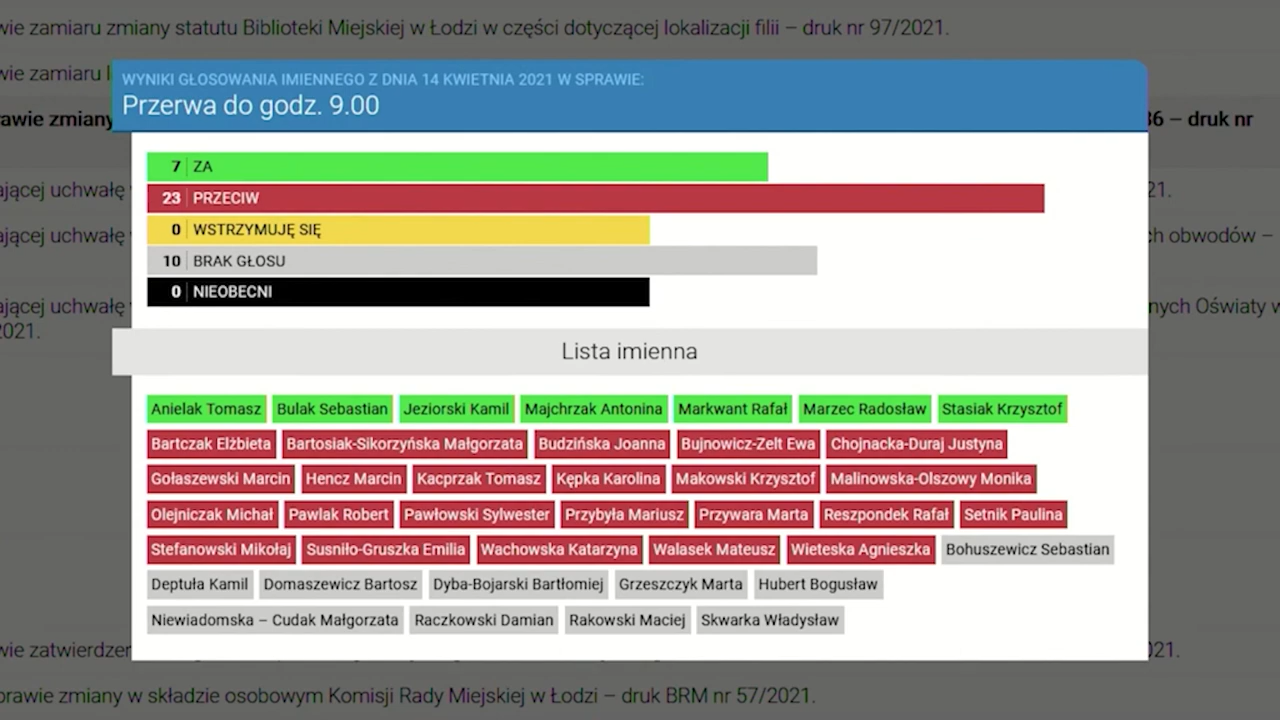 wie zamiaru zmiany statutu Biblioteki Miejskiej w Łodzi w części dotyczącej lokalizacji filii – druk nr 97/2021.
wie zamiaru
WYNIKI GŁOSOWANIA IMIENNEGO Z DNIA 14 KWIETNIA 2021 W SPRAWIE:
Przerwa do godz. 9.00
rawie zmiany 36 – druk nr
7 ZA
23 PRZECIW
ającej uchwałę 21.
0 WSTRZYMUJĘ SIĘ
ającej uchwałę ch obwodów –
10 BRAK GŁOSU
0 NIEOBECNI
ającej uchwałę nych Oświaty w
2021.
Lista imienna
Anielak Tomasz Bulak Sebastian Jeziorski Kamil Majchrzak Antonina Markwant Rafał Marzec Radosław Stasiak Krzysztof
Bartczak Elżbieta Bartosiak-Sikorzyńska Małgorzata Budzińska Joanna Bujnowicz-Zelt Ewa Chojnacka-Duraj Justyna
Gołaszewski Marcin Hencz Marcin Kacprzak Tomasz Kępka Karolina Makowski Krzysztof Malinowska-Olszowy Monika
Olejniczak Michał Pawlak Robert Pawłowski Sylwester Przybyła Mariusz Przywara Marta Reszpondek Rafał Setnik Paulina
Stefanowski Mikołaj Susniło-Gruszka Emilia Wachowska Katarzyna Walasek Mateusz Wieteska Agnieszka Bohuszewicz Sebastian
Deptuła Kamil Domaszewicz Bartosz Dyba-Bojarski Bartłomiej Grzeszczyk Marta Hubert Bogusław
Niewiadomska – Cudak Małgorzata Raczkowski Damian Rakowski Maciej Skwarka Władysław
wie zatwierdzen 021.
prawie zmiany w składzie osobowym Komisji Rady Miejskiej w Łodzi – druk BRM nr 57/2021.